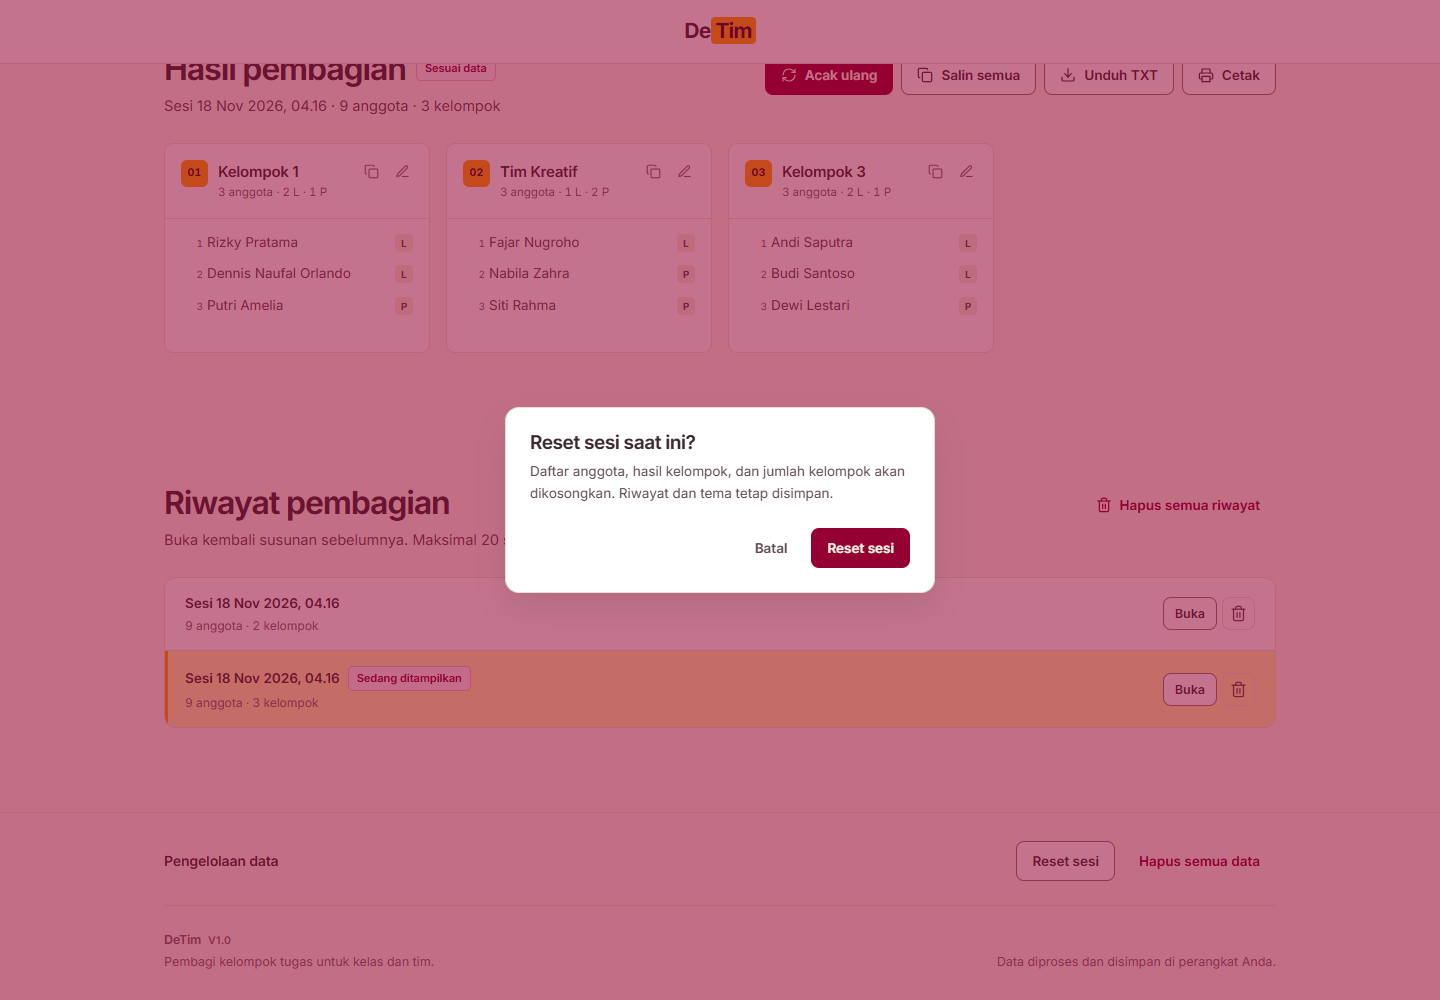 DeTim
Hasil pembagian Sesuai data
Acak ulang Salin semua Unduh TXT Cetak
Sesi 18 Nov 2026, 04.16 · 9 anggota · 3 kelompok
01 Kelompok 1
3 anggota · 2 L · 1 P
1 Rizky Pratama L
2 Dennis Naufal Orlando L
3 Putri Amelia P
02 Tim Kreatif
3 anggota · 1 L · 2 P
1 Fajar Nugroho L
2 Nabila Zahra P
3 Siti Rahma P
03 Kelompok 3
3 anggota · 2 L · 1 P
1 Andi Saputra L
2 Budi Santoso L
3 Dewi Lestari P
Reset sesi saat ini?
Daftar anggota, hasil kelompok, dan jumlah kelompok akan
dikosongkan. Riwayat dan tema tetap disimpan.
Batal Reset sesi
Riwayat pembagian
Hapus semua riwayat
Buka kembali susunan sebelumnya. Maksimal 20
Sesi 18 Nov 2026, 04.16
9 anggota · 2 kelompok
Buka
Sesi 18 Nov 2026, 04.16 Sedang ditampilkan
9 anggota · 3 kelompok
Buka
Pengelolaan data
Reset sesi Hapus semua data
DeTim V1.0
Pembagi kelompok tugas untuk kelas dan tim.
Data diproses dan disimpan di perangkat Anda.